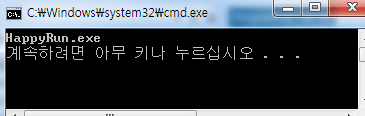 C:₩Windows₩system32₩cmd.exe
HappyRun.exe
계속하려면 아무 키나 누르십시오 . . .